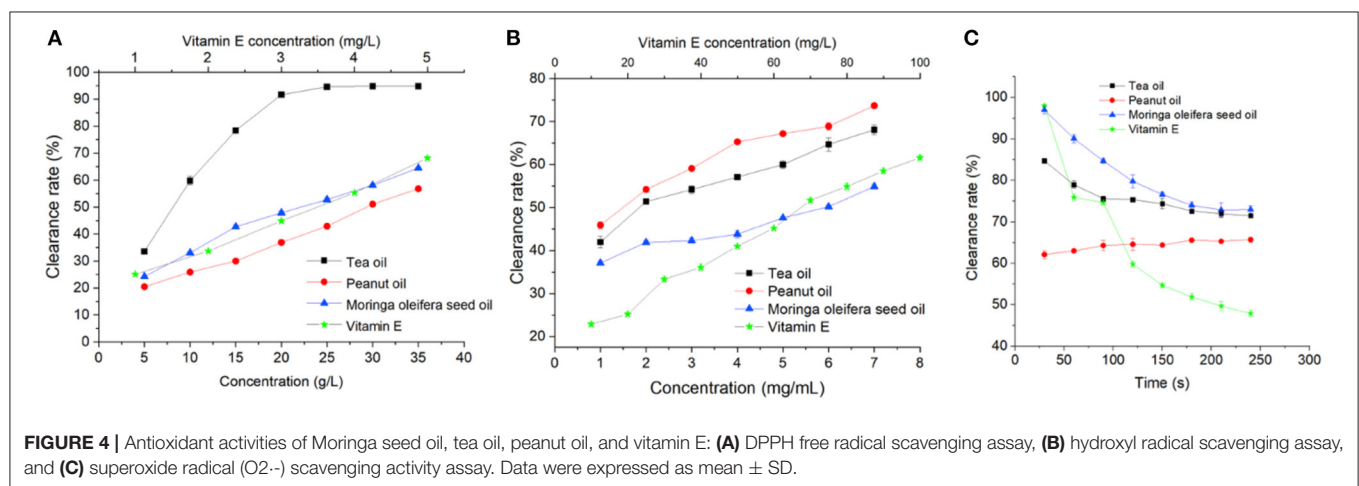 A
Vitamin E concentration (mg/L)
1 2 3 4 5
100
90
80
70
60
50
40
30
20
10
0
Clearance rate (%)
Tea oil
Peanut oil
Moringa oleifera seed oil
Vitamin E
0 5 10 15 20 25 30 35 40
Concentration (g/L)
B
Vitamin E concentration (mg/L)
0 20 40 60 80 100
80
70
60
50
40
30
20
Clearance rate (%)
Tea oil
Peanut oil
Moringa oleifera seed oil
Vitamin E
0 1 2 3 4 5 6 7 8
Concentration (mg/mL)
C
Tea oil
Peanut oil
Moringa oleifera seed oil
Vitamin E
100
90
80
70
60
50
40
Clearance rate (%)
0 50 100 150 200 250 300
Time (s)
FIGURE 4 | Antioxidant activities of Moringa seed oil, tea oil, peanut oil, and vitamin E: (A) DPPH free radical scavenging assay, (B) hydroxyl radical scavenging assay,
and (C) superoxide radical (O2·-) scavenging activity assay. Data were expressed as mean ± SD.